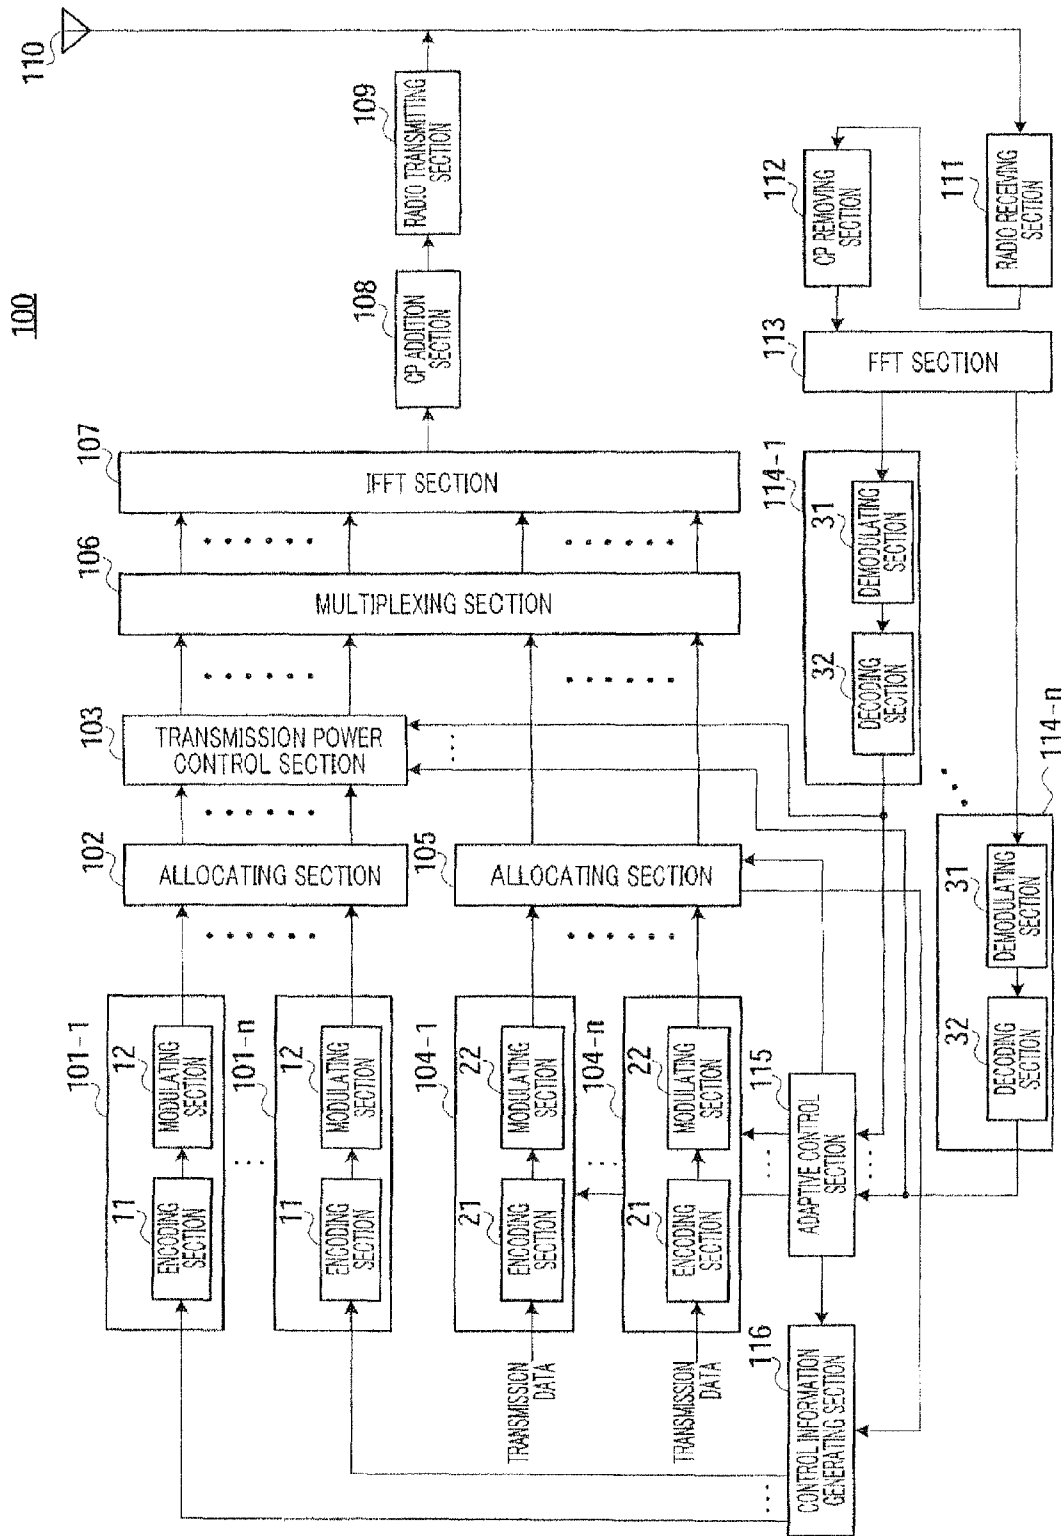 100
110
109
RADIO TRANSMITTING
SECTION
108
CP ADDITION
SECTION
107
IFFT SECTION
106
MULTIPLEXING SECTION
103
TRANSMISSION POWER
CONTROL SECTION
102
ALLOCATING SECTION
105
ALLOCATING SECTION
101-1
11
ENCODING
SECTION
12
MODULATING
SECTION
101-n
11
ENCODING
SECTION
12
MODULATING
SECTION
104-1
21
ENCODING
SECTION
22
MODULATING
SECTION
104-n
21
ENCODING
SECTION
22
MODULATING
SECTION
TRANSMISSION
DATA
TRANSMISSION
DATA
112
CP REMOVING
SECTION
111
RADIO RECEIVING
SECTION
113
FFT SECTION
114-1
31
DEMODULATING
SECTION
32
DECODING
SECTION
114-n
31
DEMODULATING
SECTION
32
DECODING
SECTION
115
ADAPTIVE CONTROL
SECTION
116
CONTROL INFORMATION
GENERATING SECTION